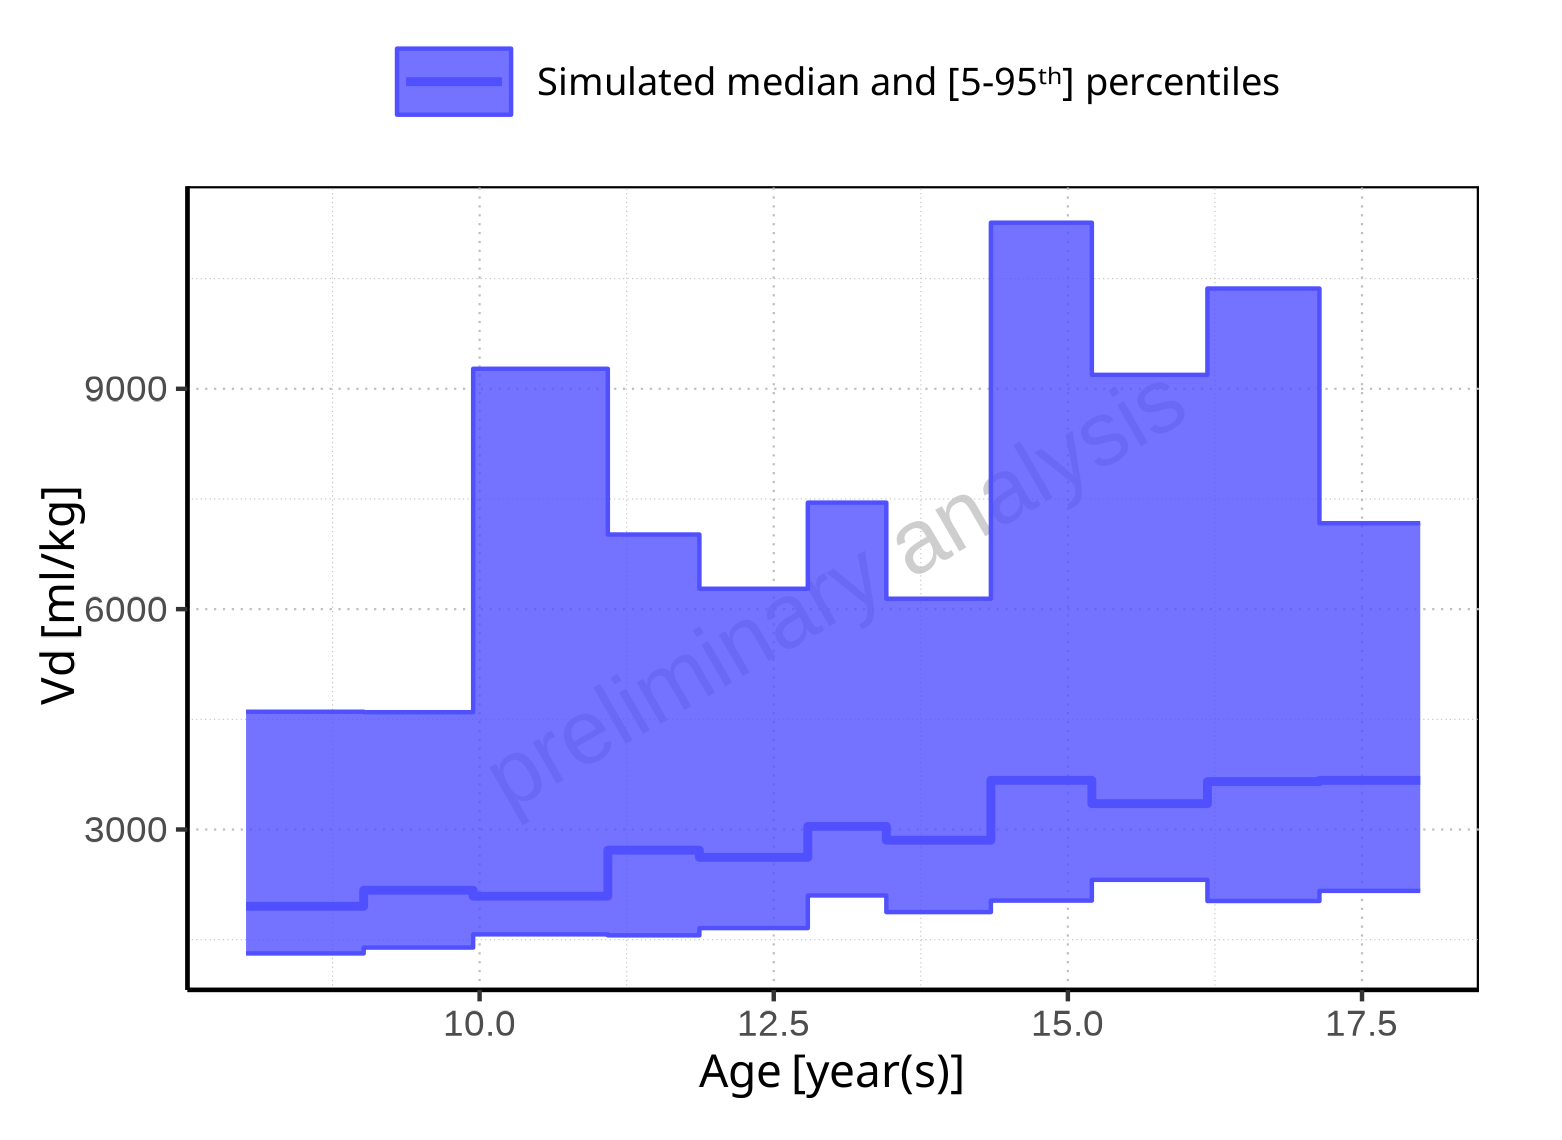 Simulated median and [5-95ᵗʰ] percentiles
Vd [ml/kg]
9000
6000
3000
preliminary analysis
10.0 12.5 15.0 17.5
Age [year(s)]